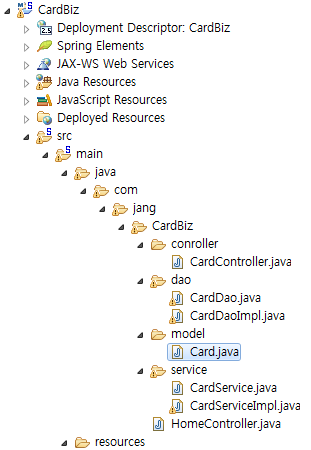 CardBiz
Deployment Descriptor: CardBiz
Spring Elements
JAX-WS Web Services
Java Resources
JavaScript Resources
Deployed Resources
src
main
java
com
jang
CardBiz
conroller
CardController.java
dao
CardDao.java
CardDaoImpl.java
model
Card.java
service
CardService.java
CardServiceImpl.java
HomeController.java
resources